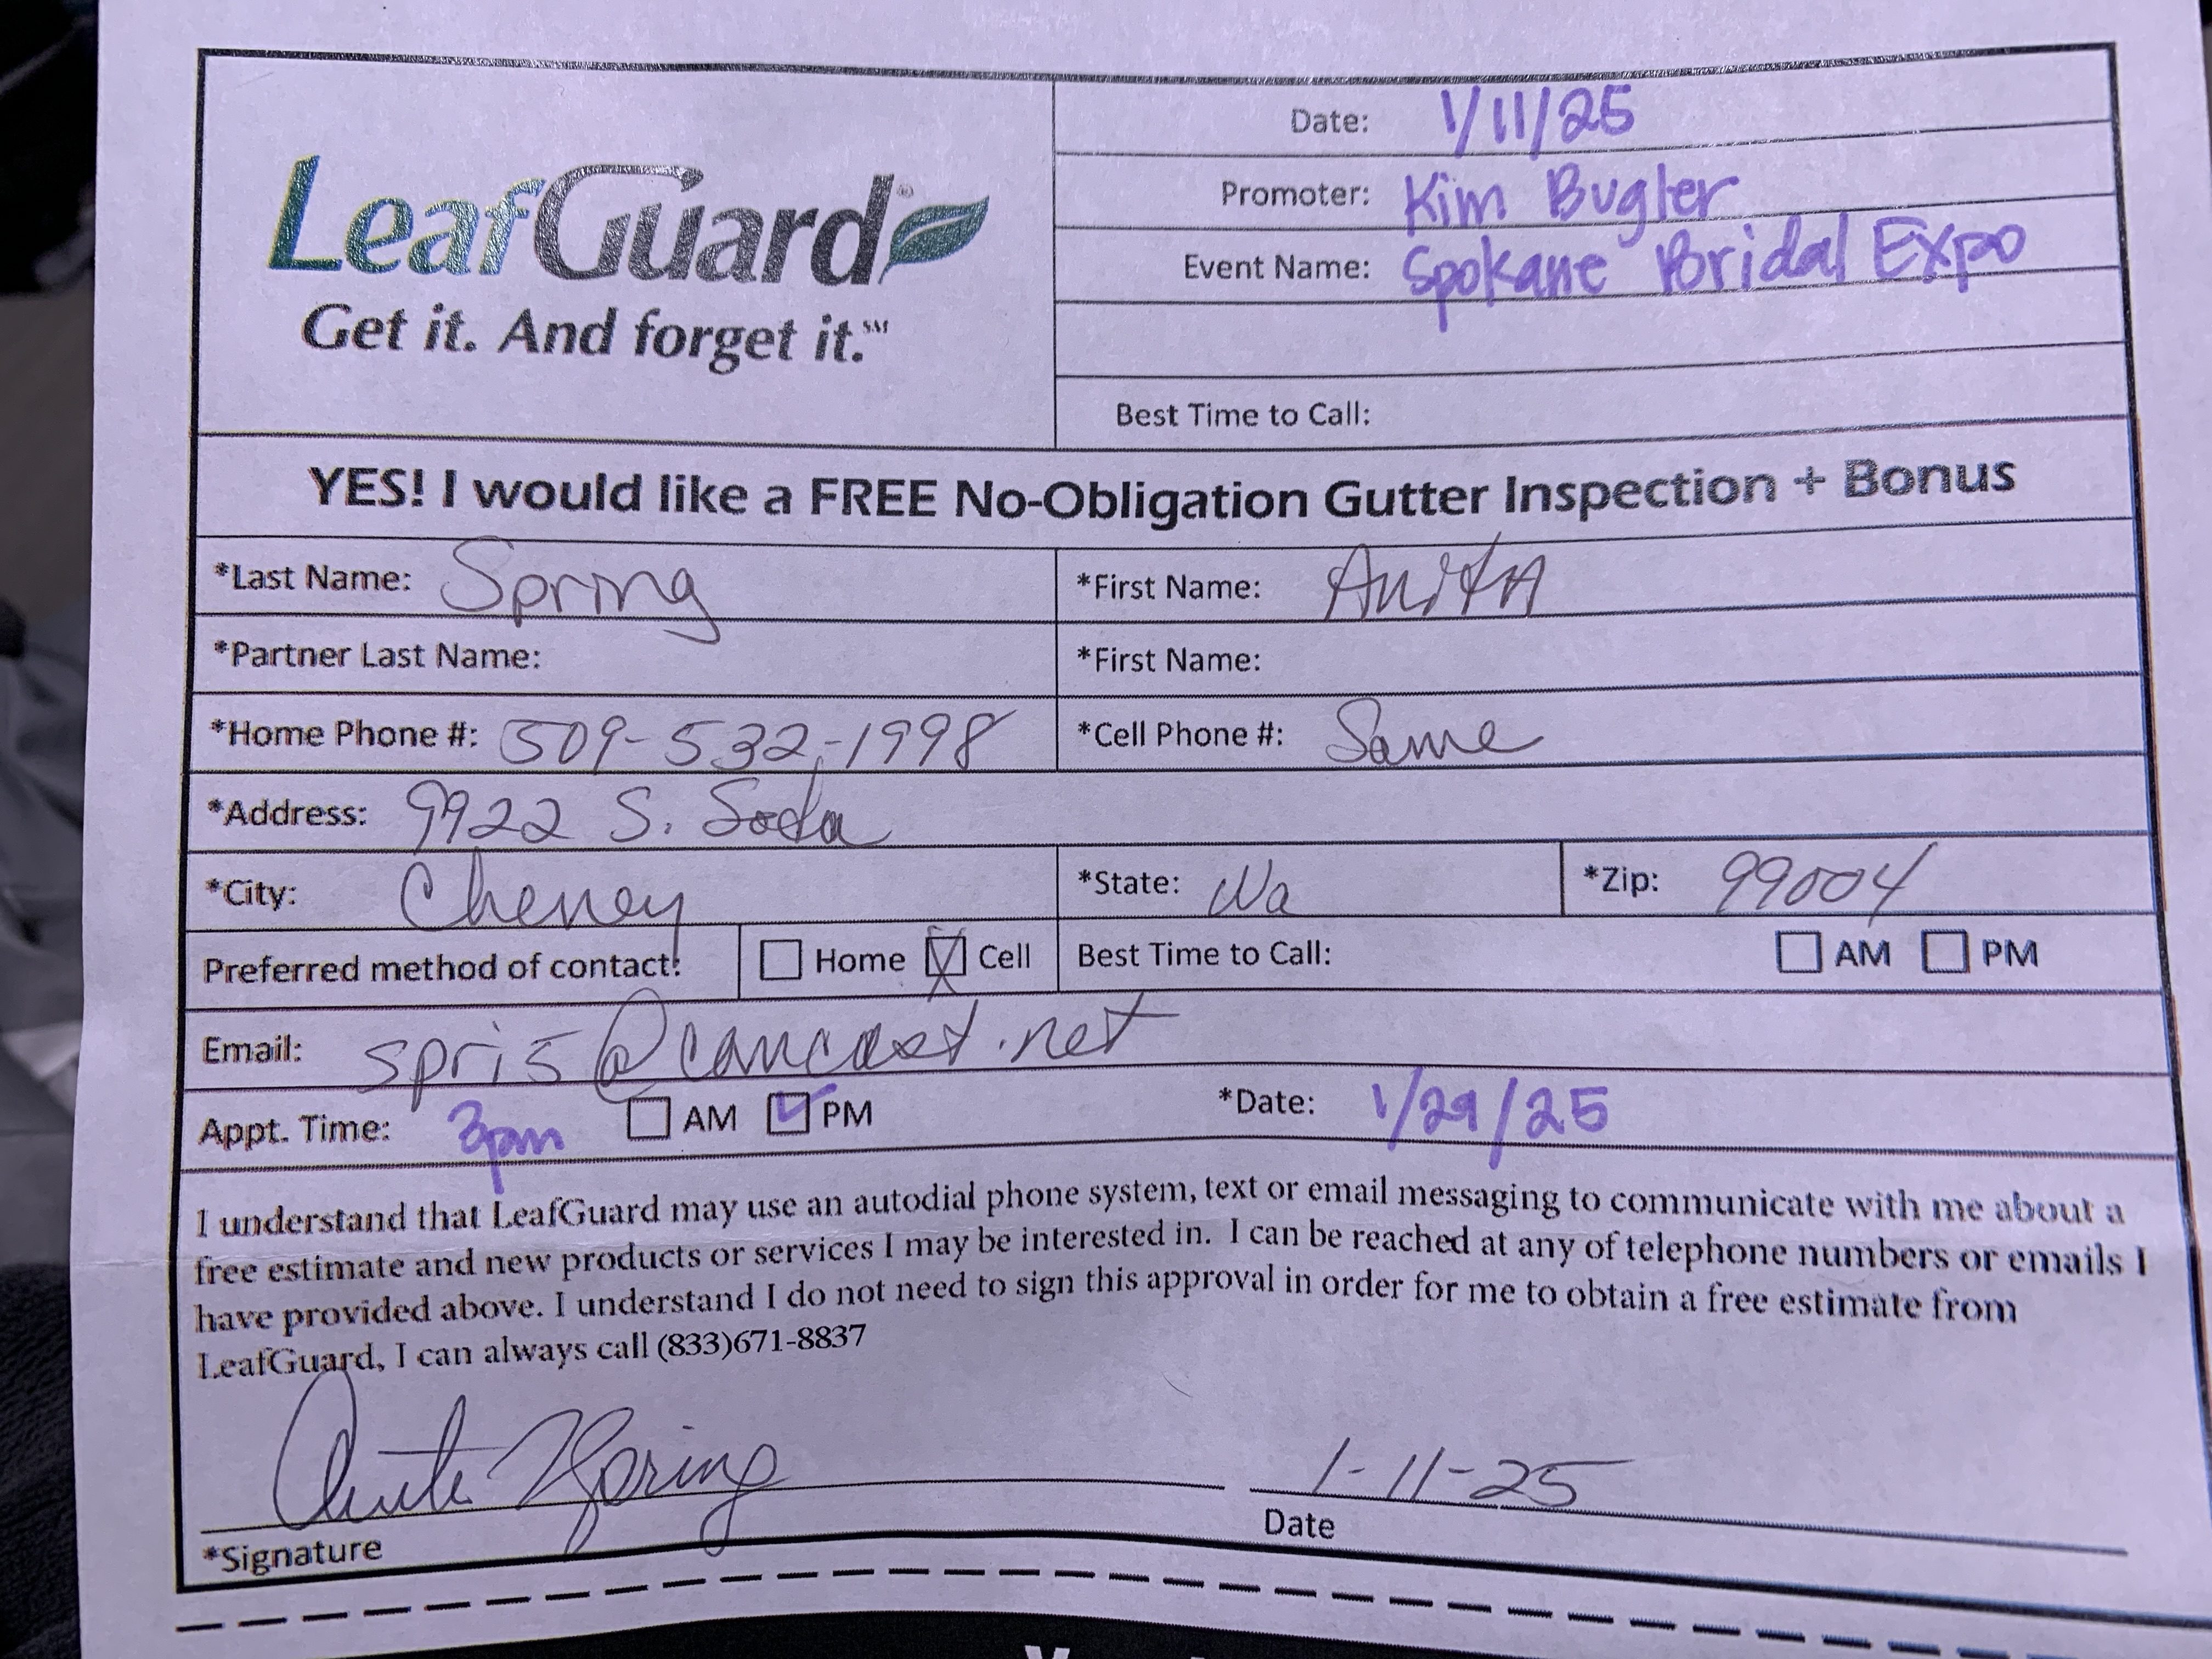 LeafGuard®
Get it. And forget it.℠
Date: 1/11/25
Promoter: Kim Bugler
Event Name: Spokane Bridal Expo
Best Time to Call:
YES! I would like a FREE No-Obligation Gutter Inspection + Bonus
*Last Name: Spring *First Name: Anita
*Partner Last Name: *First Name:
*Home Phone #: 509-532-1998 *Cell Phone #: Same
*Address: 9922 S. Soda
*City: Cheney *State: Wa *Zip: 99004
Preferred method of contact: Home Cell Best Time to Call: AM PM
Email:
Appt. Time: 3pm AM PM *Date: 1/29/25
I understand that LeafGuard may use an autodial phone system, text or email messaging to communicate with me about a
free estimate and new products or services I may be interested in. I can be reached at any of telephone numbers or emails I
have provided above. I understand I do not need to sign this approval in order for me to obtain a free estimate from
LeafGuard, I can always call (833)671-8837
Anita Spring 1-11-25
*Signature Date